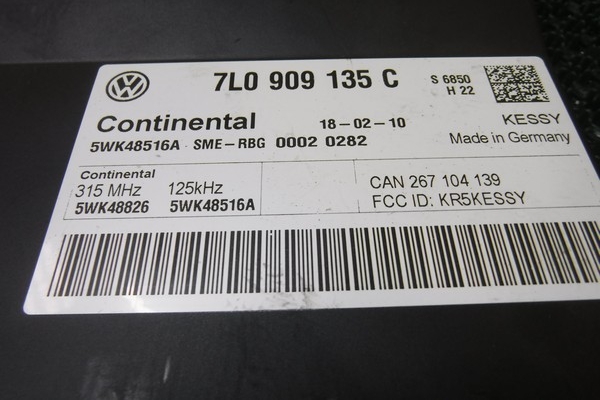 VW 7L0 909 135 C S 6850
H 22
Continental 18-02-10 KESSY
5WK48516A SME-RBG 0002 0282 Made in Germany
Continental
315 MHz 125kHz CAN 267 104 139
5WK48826 5WK48516A FCC ID: KR5KESSY